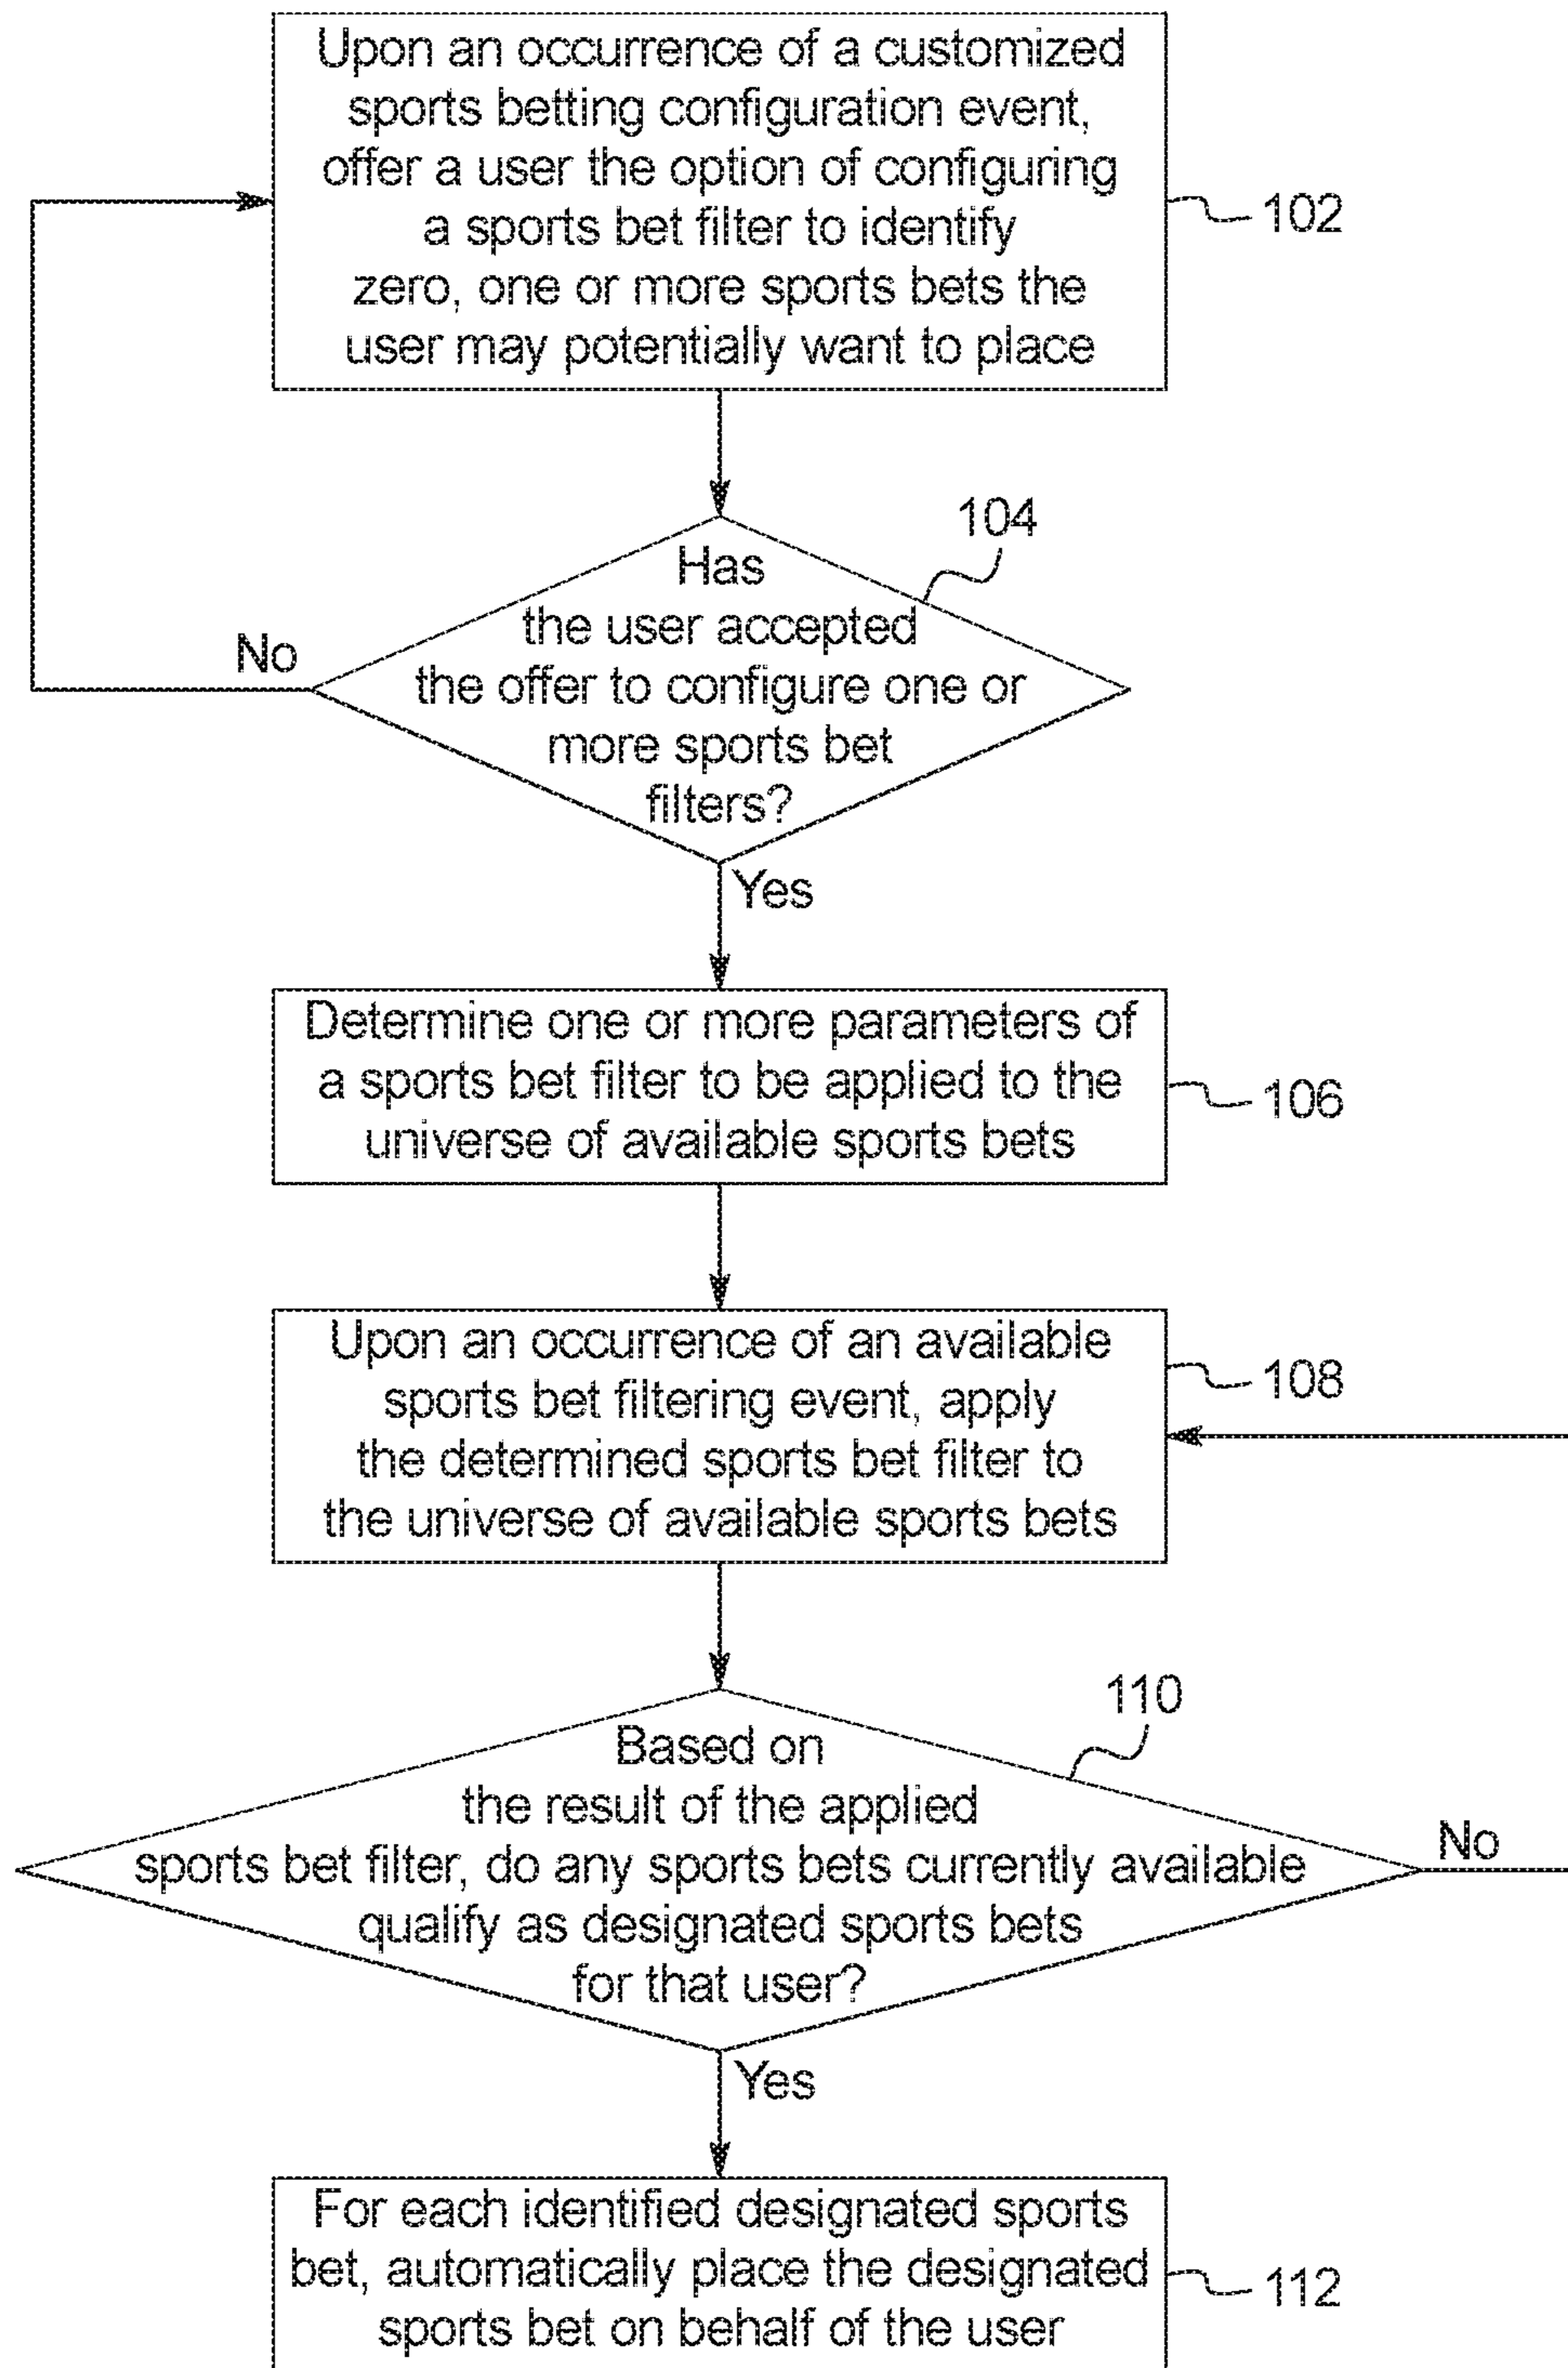 Upon an occurrence of a customized
sports betting configuration event,
offer a user the option of configuring
a sports bet filter to identify
zero, one or more sports bets the
user may potentially want to place
102
104
Has
the user accepted
the offer to configure one or
more sports bet
filters?
No
Yes
Determine one or more parameters of
a sports bet filter to be applied to the
universe of available sports bets
106
Upon an occurrence of an available
sports bet filtering event, apply
the determined sports bet filter to
the universe of available sports bets
108
110
Based on
the result of the applied
sports bet filter, do any sports bets currently available
qualify as designated sports bets
for that user?
No
Yes
For each identified designated sports
bet, automatically place the designated
sports bet on behalf of the user
112